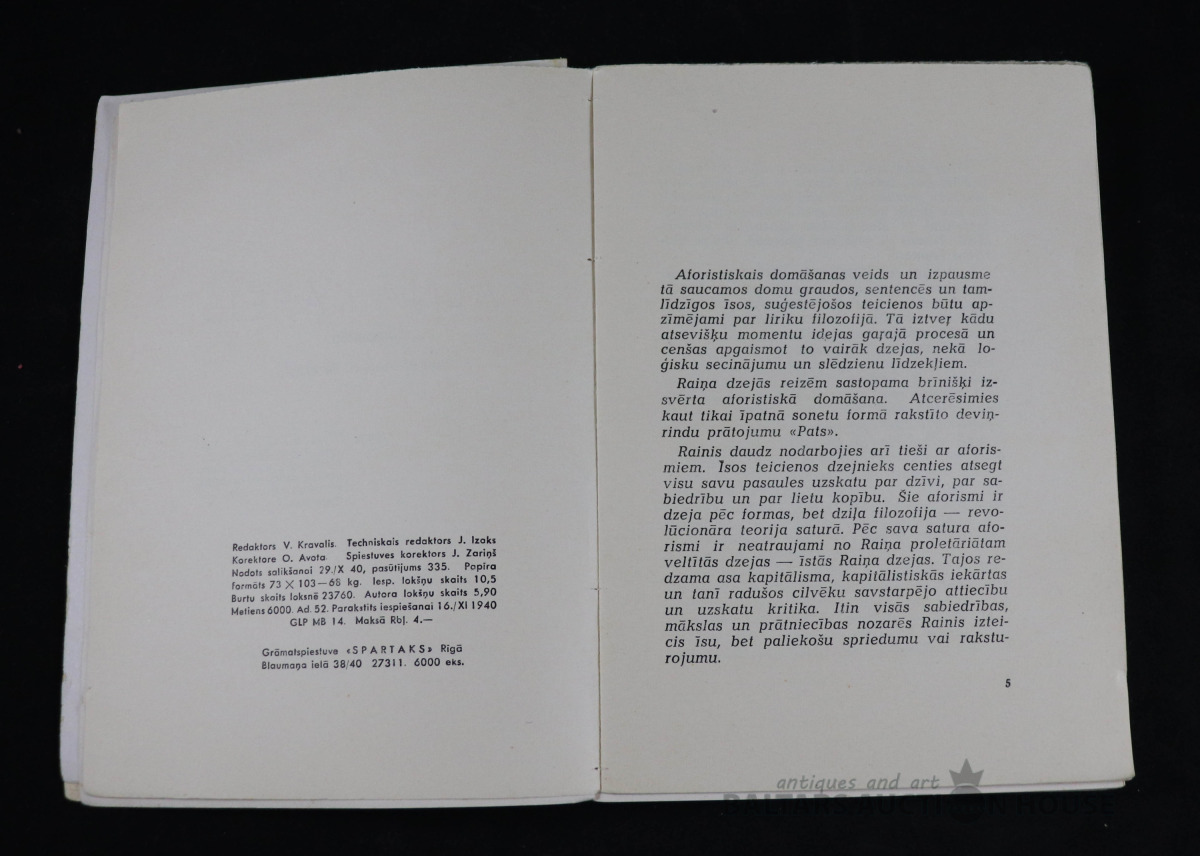 Redaktors V. Kravalis. Techniskais redaktors J. Izaks
Korektore O. Avota. Spiestuves korektors J. Zariņš
Nodots salikšanai 29./X 40, pasūtijums 335. Papīra
formāts 73 × 103—68 kg. Iesp. lokšņu skaits 10,5
Burtu skaits loksnē 23760. Autora lokšņu skaits 5,90
Metiens 6000. Ad. 52. Parakstīts iespiešanai 16./XI 1940
GLP MB 14. Maksā Rbļ. 4.—
Grāmatspiestuve «SPARTAKS» Rīgā
Blaumaņa ielā 38/40 27311. 6000 eks.
Aforistiskais domāšanas veids un izpausme
tā saucamos domu graudos, sentencēs un tam-
līdzīgos īsos, suģestējošos teicienos būtu ap-
zīmējami par liriku filozofijā. Tā iztveŗ kādu
atsevišķu momentu idejas gaŗajā procesā un
cenšas apgaismot to vairāk dzejas, nekā lo-
ģisku secinājumu un slēdzienu līdzekļiem.
Raiņa dzejās reizēm sastopama brīnišķi iz-
svērta aforistiskā domāšana. Atcerēsimies
kaut tikai īpatnā sonetu formā rakstīto deviņ-
rindu prātojumu «Pats».
Rainis daudz nodarbojies arī tieši ar aforis-
miem. Īsos teicienos dzejnieks centies atsegt
visu savu pasaules uzskatu par dzīvi, par sa-
biedrību un par lietu kopību. Šie aforismi ir
dzeja pēc formas, bet dziļa filozofija — revo-
lūcionāra teorija saturā. Pēc sava satura afo-
rismi ir neatraujami no Raiņa proletāriātam
veltītās dzejas — īstās Raiņa dzejas. Tajos re-
dzama asa kapitālisma, kapitālistiskās iekārtas
un tanī radušos cilvēku savstarpējo attiecību
un uzskatu kritika. Itin visās sabiedrības,
mākslas un prātniecības nozarēs Rainis iztei-
cis īsu, bet paliekošu spriedumu vai rakstu-
rojumu.
5
antiques and art
BALTARS AUCTION HOUSE